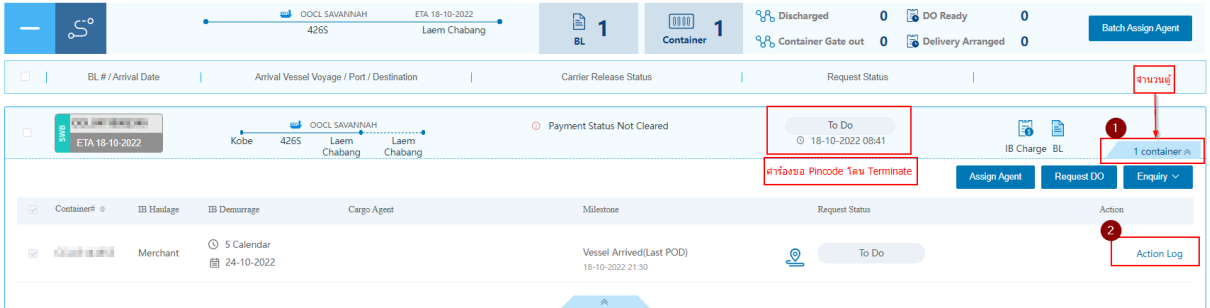 OOCL SAVANNAH ETA 18-10-2022
426S Laem Chabang
BL 1
Container 1
Discharged 0 DO Ready 0
Container Gate out 0 Delivery Arranged 0
Batch Assign Agent
BL # / Arrival Date Arrival Vessel Voyage / Port / Destination Carrier Release Status Request Status
จำนวนตู้
SWB
ETA 18-10-2022
OOCL SAVANNAH
Kobe 426S Laem Chabang Laem Chabang
Payment Status Not Cleared
To Do
18-10-2022 08:41
IB Charge BL
1
1 container
คำร้องขอ Pincode โดน Terminate
Assign Agent Request DO Enquiry
Container# IB Haulage IB Demurrage Cargo Agent Milestone Request Status Action
2
Merchant
5 Calendar
24-10-2022
Vessel Arrived(Last POD)
18-10-2022 21:30
To Do
Action Log